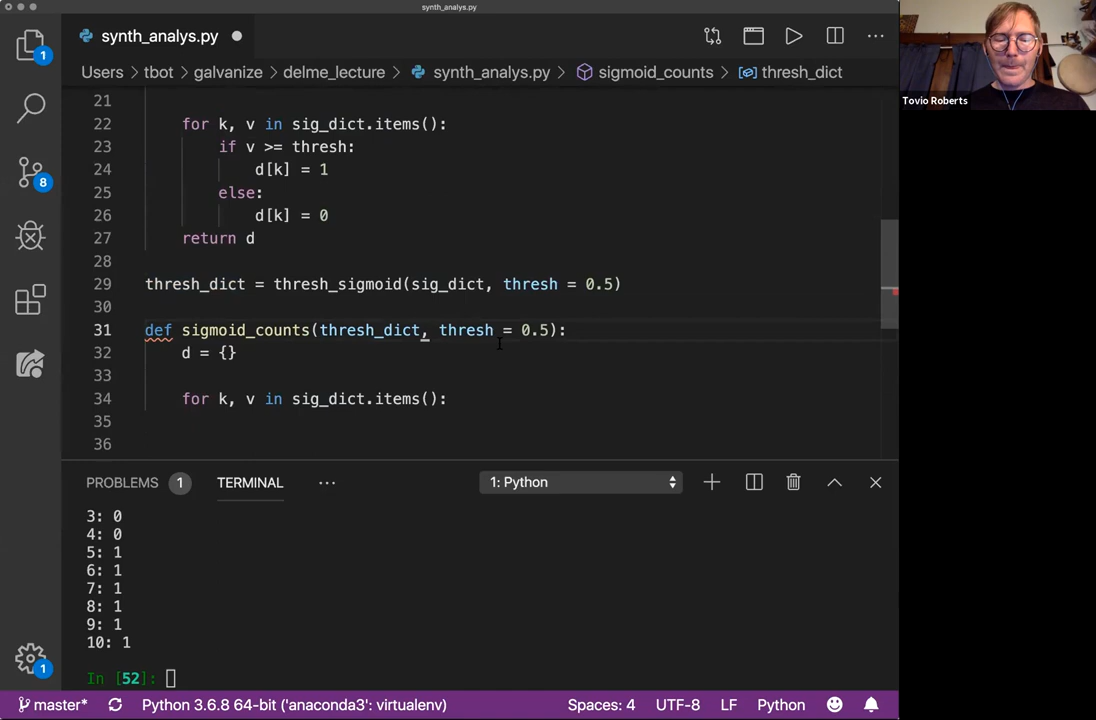 synth_analys.py
synth_analys.py
Users > tbot > galvanize > delme_lecture > synth_analys.py > sigmoid_counts > thresh_dict
Tovio Roberts
1
8
1
21
22 for k, v in sig_dict.items():
23 if v >= thresh:
24 d[k] = 1
25 else:
26 d[k] = 0
27 return d
28
29 thresh_dict = thresh_sigmoid(sig_dict, thresh = 0.5)
30
31 def sigmoid_counts(thresh_dict, thresh = 0.5):
32 d = {}
33
34 for k, v in sig_dict.items():
35
36
PROBLEMS 1 TERMINAL ... 1: Python
3: 0
4: 0
5: 1
6: 1
7: 1
8: 1
9: 1
10: 1
In [52]:
master* Python 3.6.8 64-bit ('anaconda3': virtualenv) Spaces: 4 UTF-8 LF Python